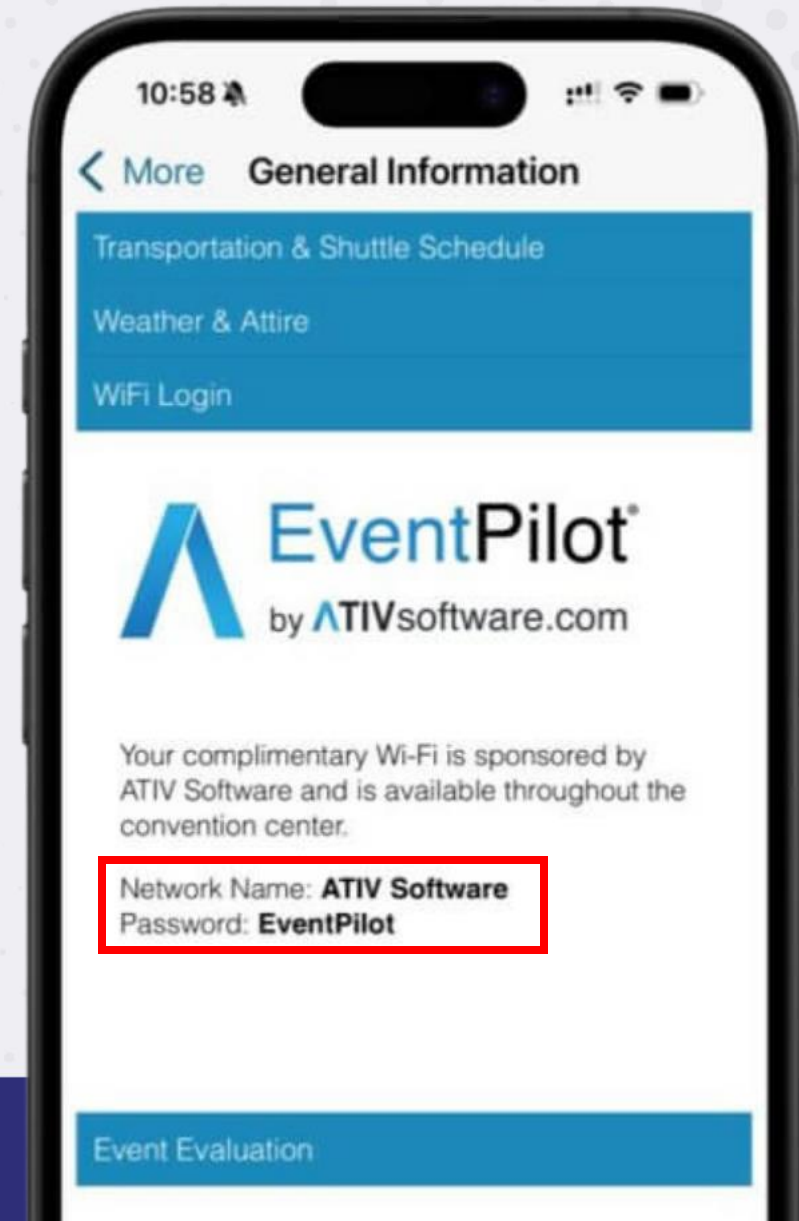 10:58
More General Information
Transportation & Shuttle Schedule
Weather & Attire
WiFi Login
EventPilot®
by ATIVsoftware.com
Your complimentary Wi-Fi is sponsored by
ATIV Software and is available throughout the
convention center.
Network Name: ATIV Software
Password: EventPilot
Event Evaluation